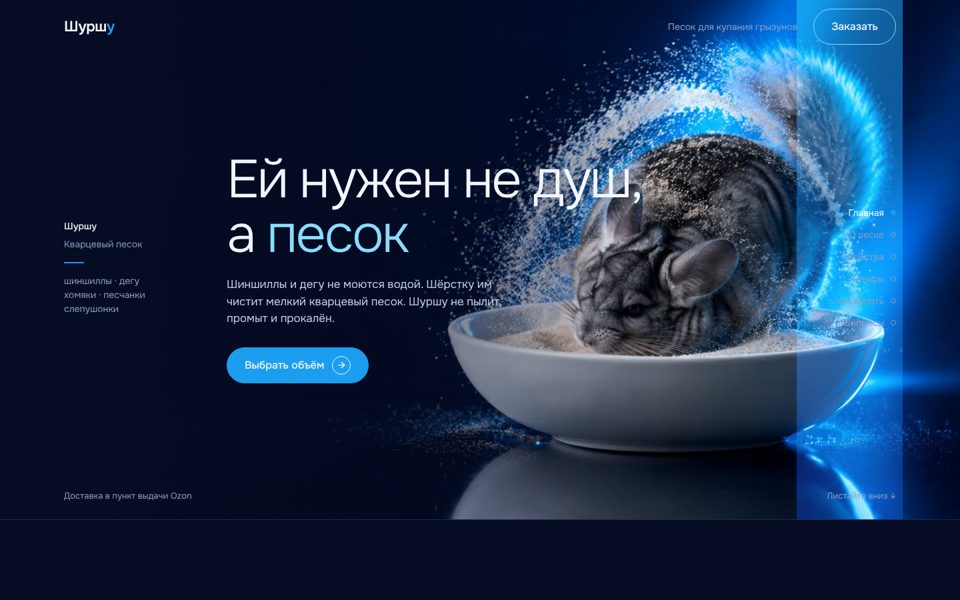 Шуршу
Песок для купания грызунов
Заказать
Ей нужен не душ,
а песок
Шуршу
Кварцевый песок
шиншиллы · дегу
хомяки · песчанки
слепушонки
Шиншиллы и дегу не моются водой. Шёрстку им
чистит мелкий кварцевый песок. Шуршу не пылит,
промыт и прокалён.
Выбрать объём
Главная
Доставка в пункт выдачи Ozon
Листайте вниз ↓